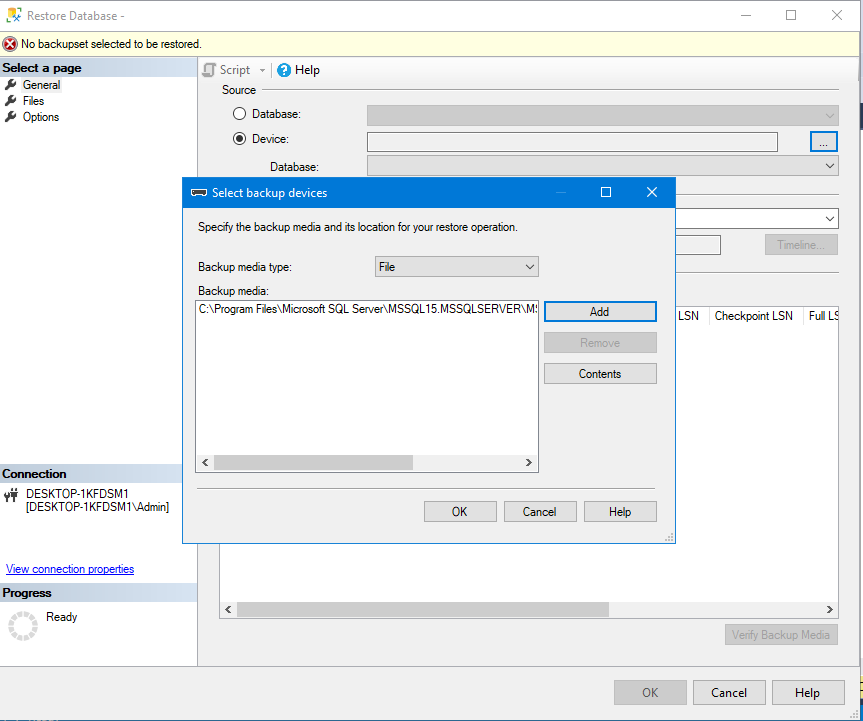 Restore Database -
No backupset selected to be restored.
Select a page
General
Files
Options
Script
Help
Source
Database:
Device:
...
Database:
Select backup devices
Specify the backup media and its location for your restore operation.
Backup media type:
File
Backup media:
C:\Program Files\Microsoft SQL Server\MSSQL15.MSSQLSERVER\MS
Add
Remove
Contents
OK
Cancel
Help
Timeline...
LSN
Checkpoint LSN
Full LS
Connection
DESKTOP-1KFDSM1
[DESKTOP-1KFDSM1\Admin]
View connection properties
Progress
Ready
Verify Backup Media
OK
Cancel
Help